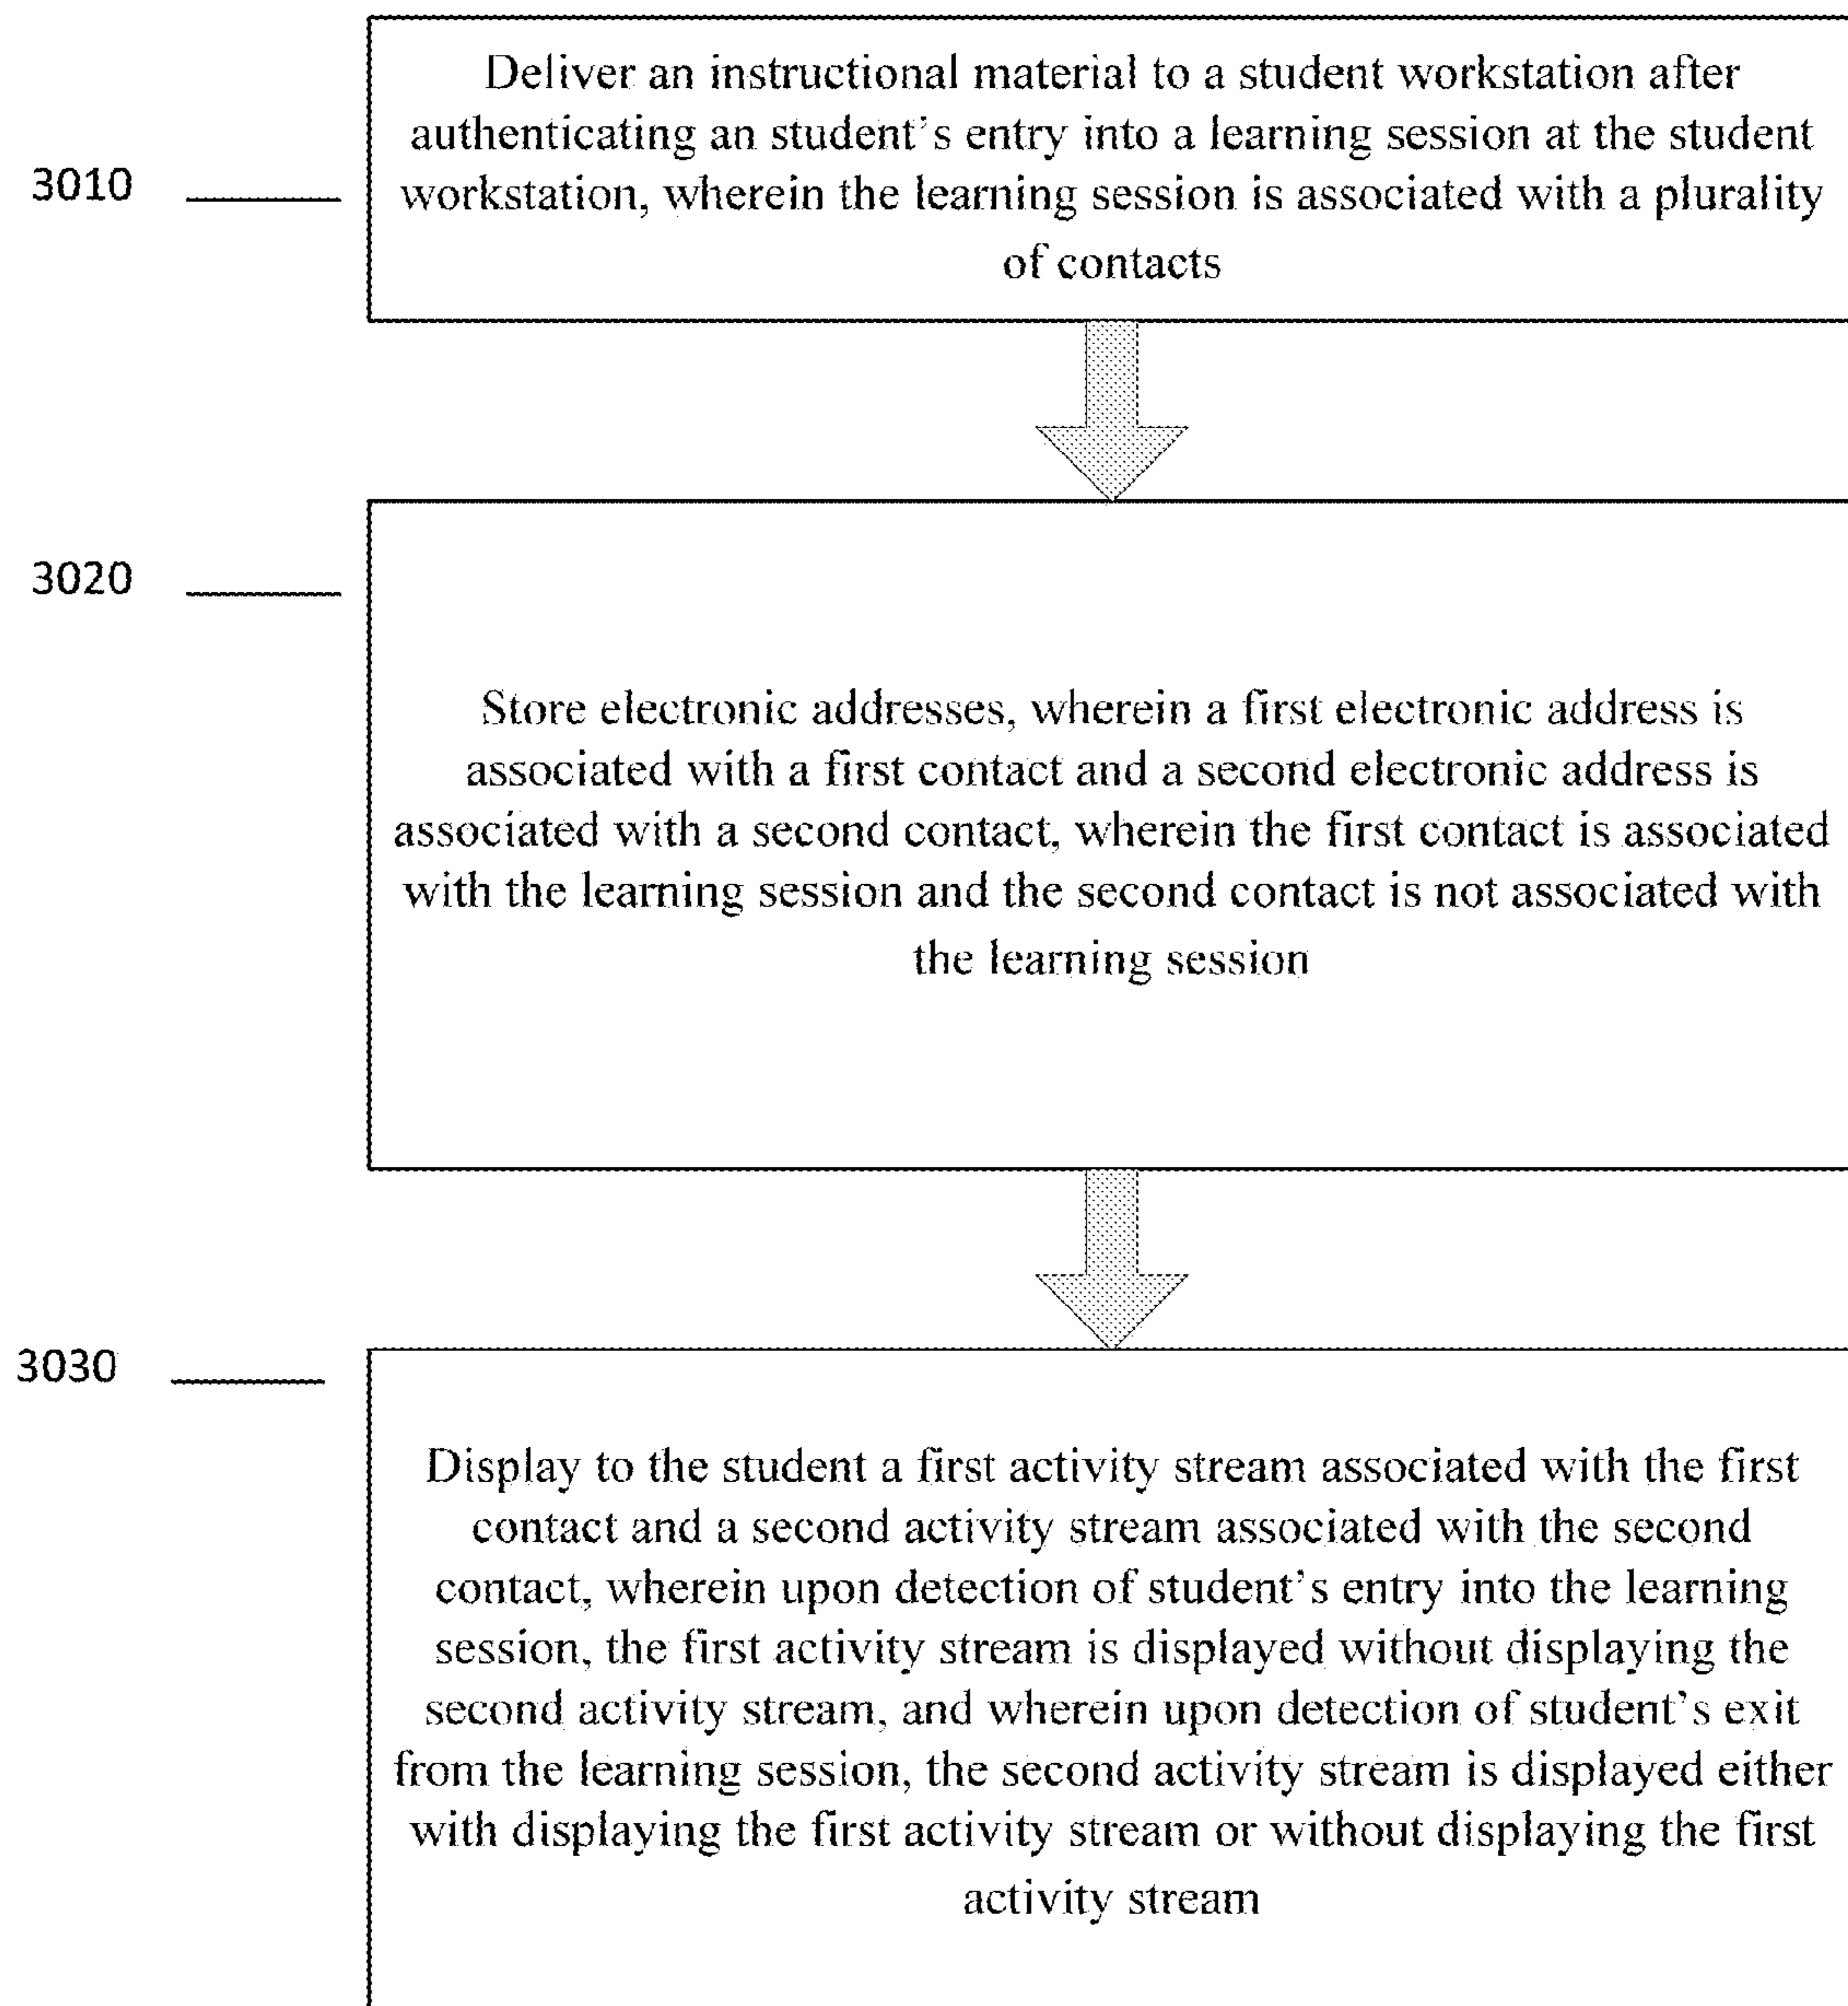 Deliver an instructional material to a student workstation after
authenticating an student's entry into a learning session at the student
3010
workstation, wherein the learning session is associated with a plurality
of contacts
3020
Store electronic addresses, wherein a first electronic address is
associated with a first contact and a second electronic address is
associated with a second contact, wherein the first contact is associated
with the learning session and the second contact is not associated with
the learning session
3030
Display to the student a first activity stream associated with the first
contact and a second activity stream associated with the second
contact, wherein upon detection of student's entry into the learning
session, the first activity stream is displayed without displaying the
second activity stream, and wherein upon detection of student's exit
from the learning session, the second activity stream is displayed either
with displaying the first activity stream or without displaying the first
activity stream